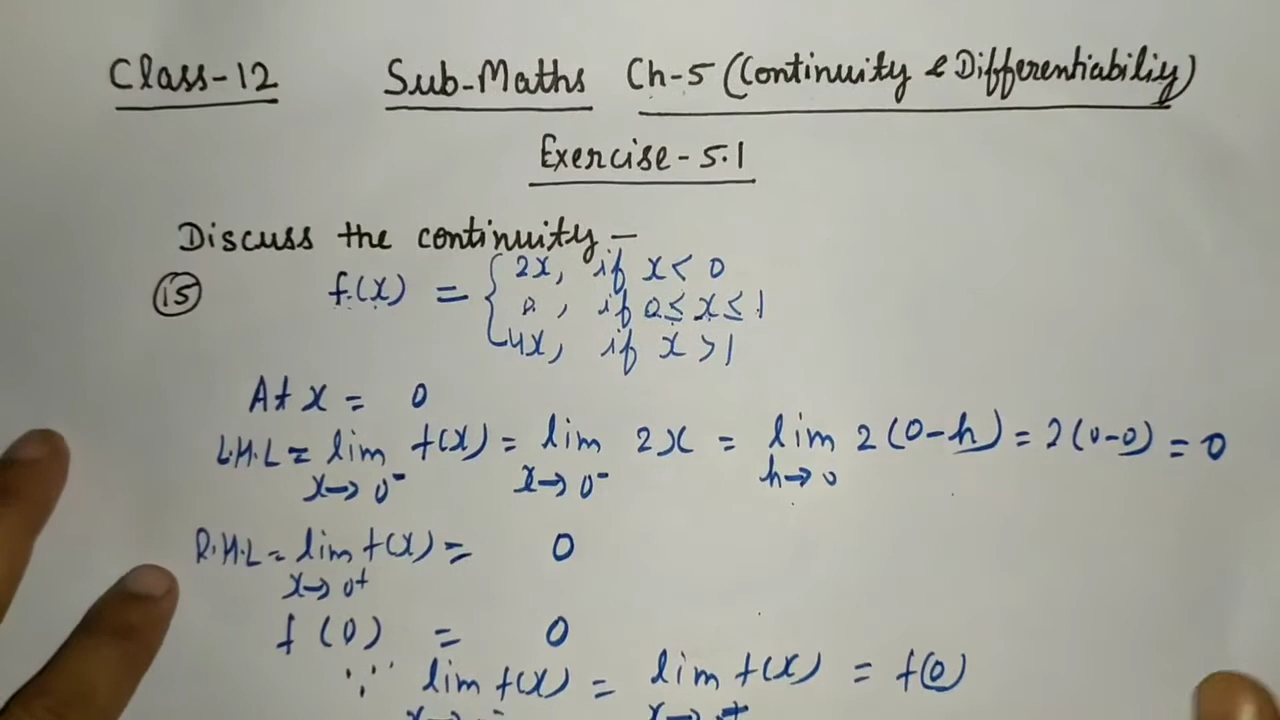 Class-12 Sub-Maths Ch-5 (Continuity & Differentiabiliy)
Exercise-5.1
Discuss the continuity –
(15) f(x) = { 2x, if x < 0
0, if 0 ≤ x ≤ 1
4x, if x > 1
At x = 0
L.H.L = lim f(x) = lim 2x = lim 2(0-h) = 2(0-0) = 0
x→0⁻ x→0⁻ h→0
R.H.L = lim f(x) = 0
x→0+
f(0) = 0
∵ lim f(x) = lim f(x) = f(0)